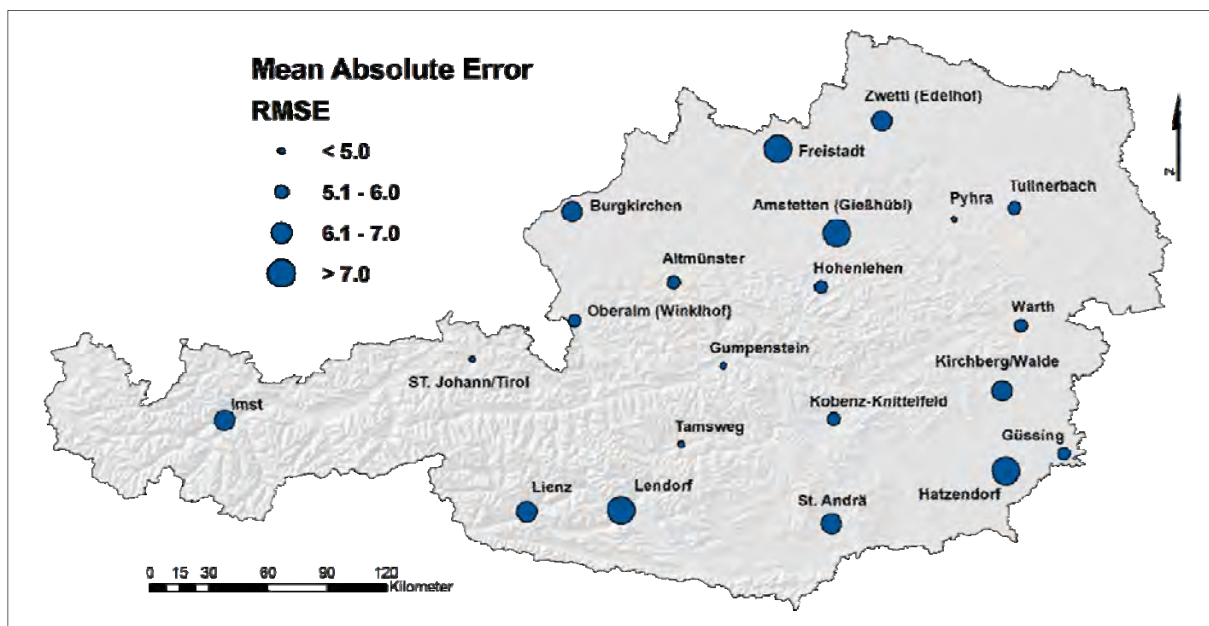 Mean Absolute Error
RMSE
< 5.0
5.1 - 6.0
6.1 - 7.0
> 7.0
Zwettl (Edelhof)
Freistadt
N
Burgkirchen
Amstetten (Gießhübl)
Pyhra
Tullnerbach
Altmünster
Hohenlehen
Oberalm (Winklhof)
Warth
Gumpenstein
ST. Johann/Tirol
Kirchberg/Walde
Imst
Kobenz-Knittelfeld
Tamsweg
Güssing
Lienz
Lendorf
St. Andrä
Hatzendorf
0 15 30 60 90 120
Kilometer